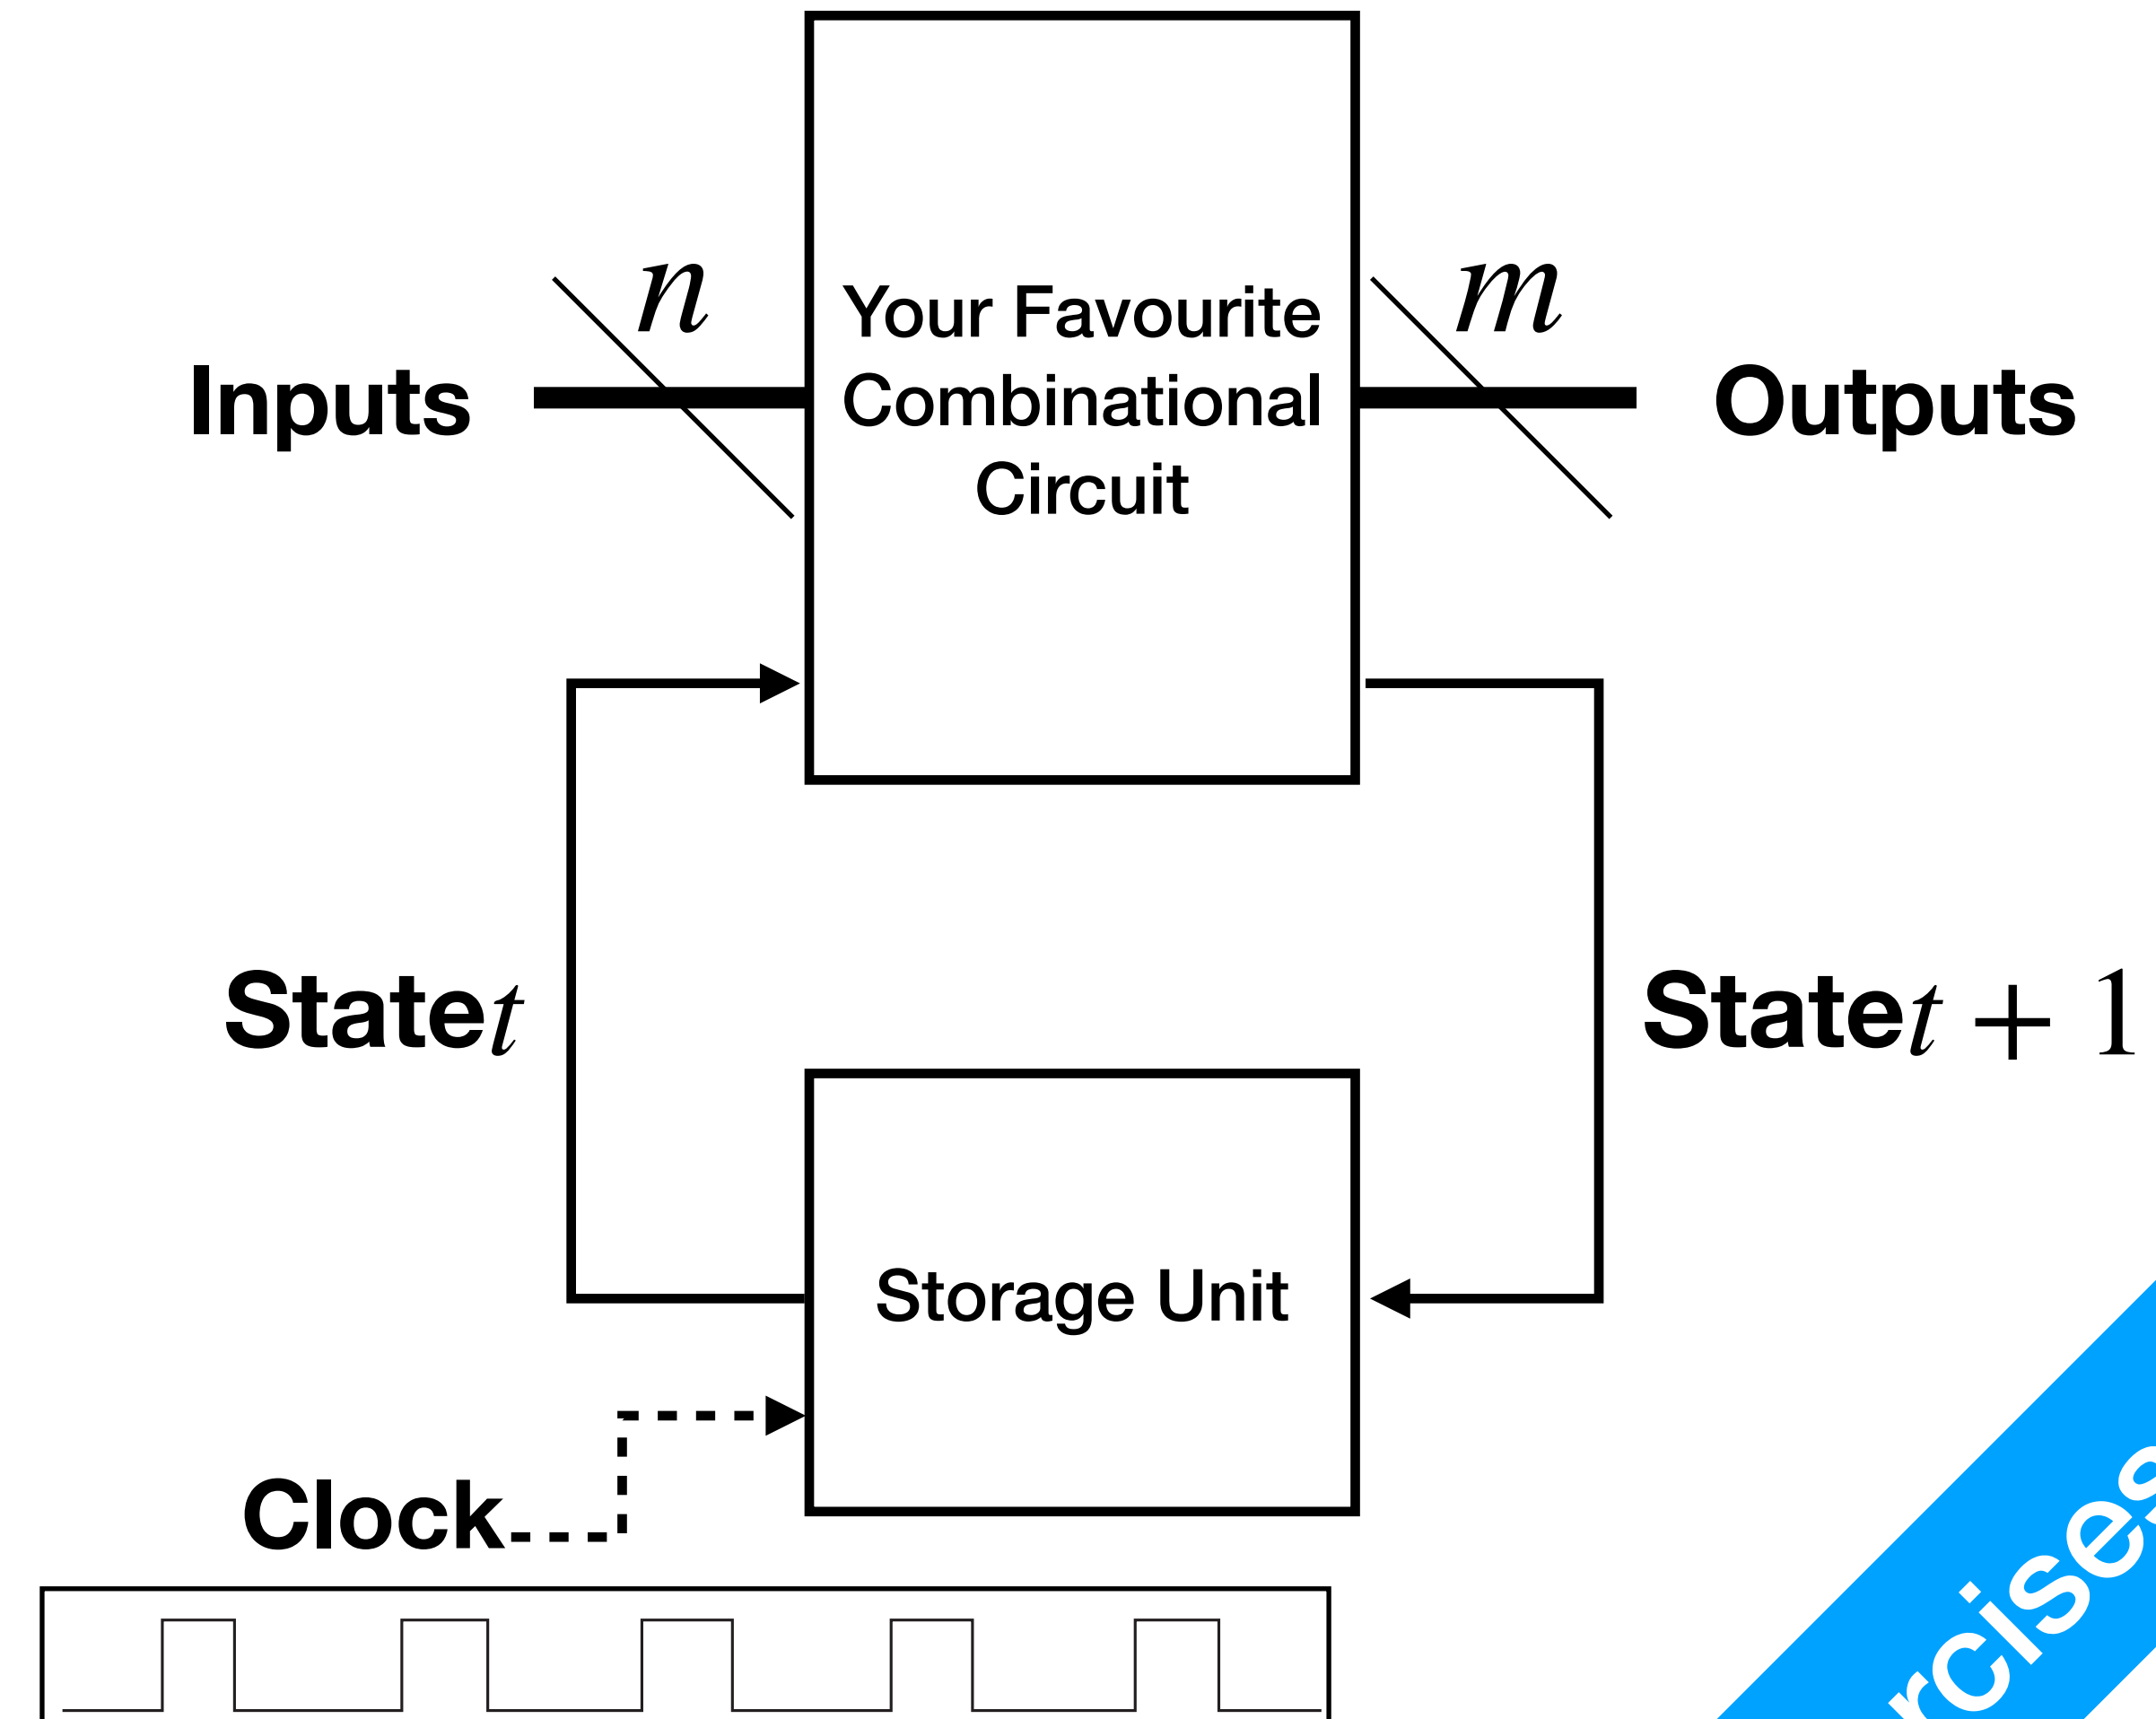 n
m
Your Favourite
Combinational
Circuit
Inputs
Outputs
State t
State t + 1
Storage Unit
Clock